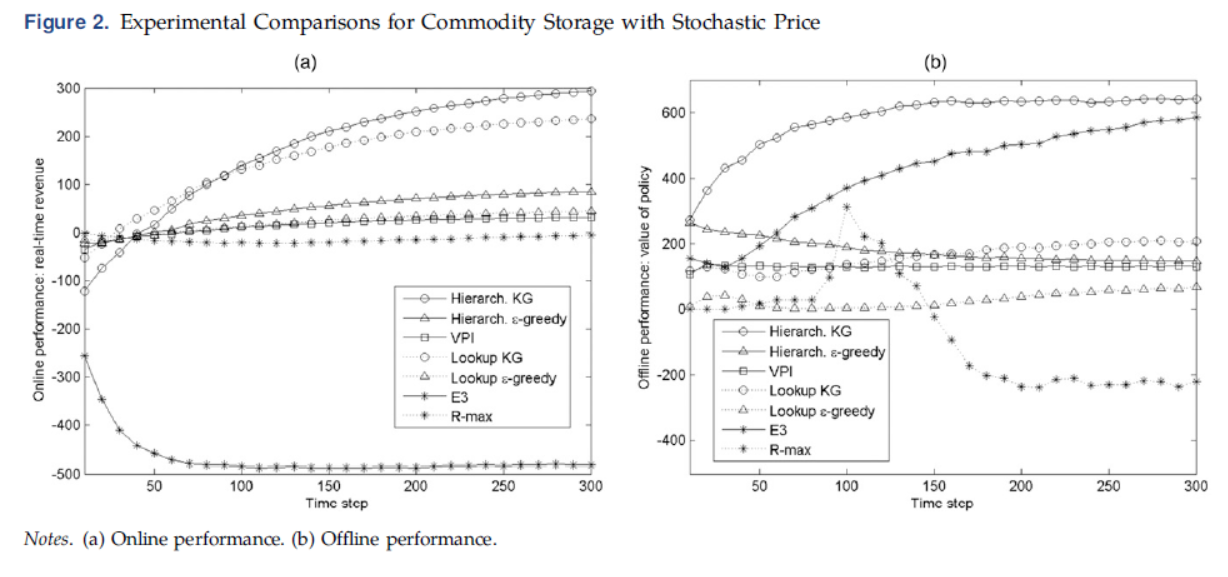 Figure 2. Experimental Comparisons for Commodity Storage with Stochastic Price
(a)
300
200
100
0
-100
-200
-300
-400
-500
Online performance: real-time revenue
50
100
150
200
250
300
Time step
Hierarch. KG
Hierarch. ε-greedy
VPI
Lookup KG
Lookup ε-greedy
E3
R-max
(b)
600
400
200
0
-200
-400
Offline performance: value of policy
50
100
150
200
250
300
Time step
Hierarch. KG
Hierarch. ε-greedy
VPI
Lookup KG
Lookup ε-greedy
E3
R-max
Notes. (a) Online performance. (b) Offline performance.